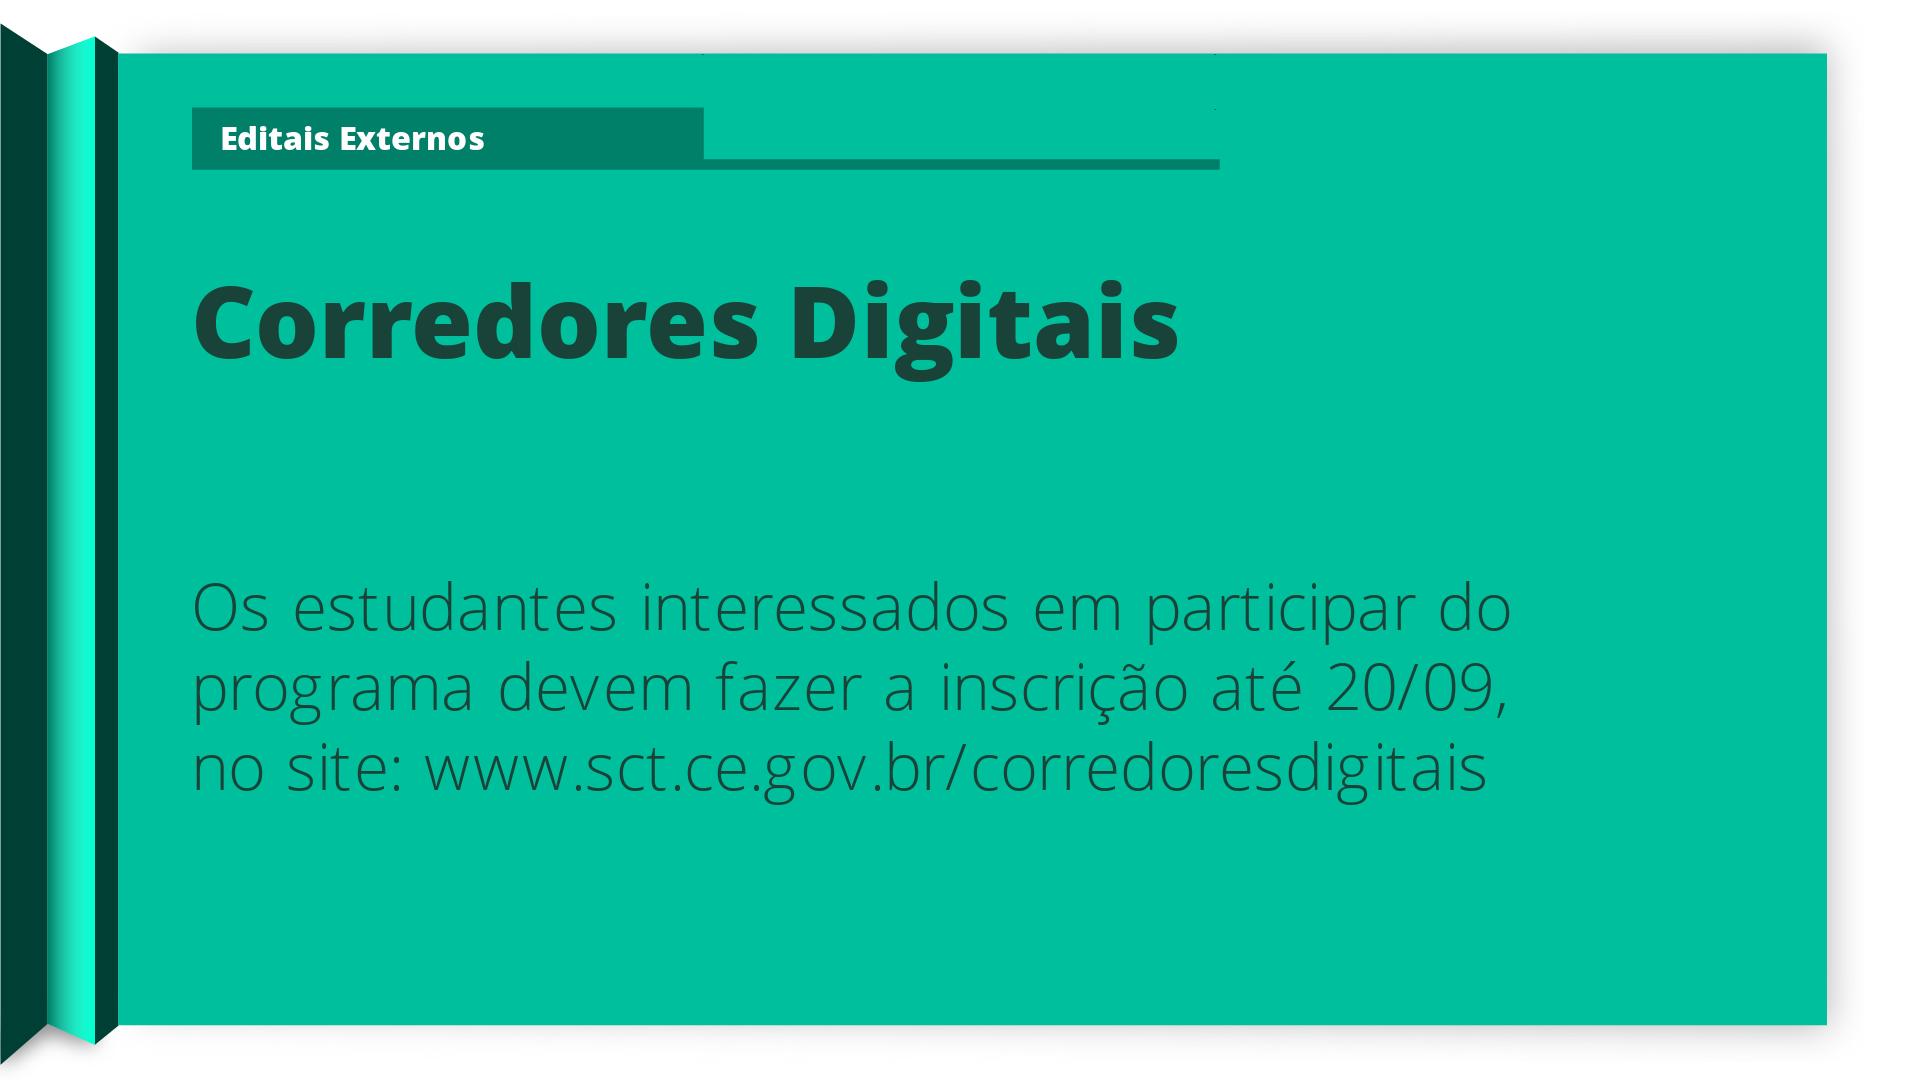 Editais Externos
Corredores Digitais
Os estudantes interessados em participar do
programa devem fazer a inscrição até 20/09,
no site: www.sct.ce.gov.br/corredoresdigitais